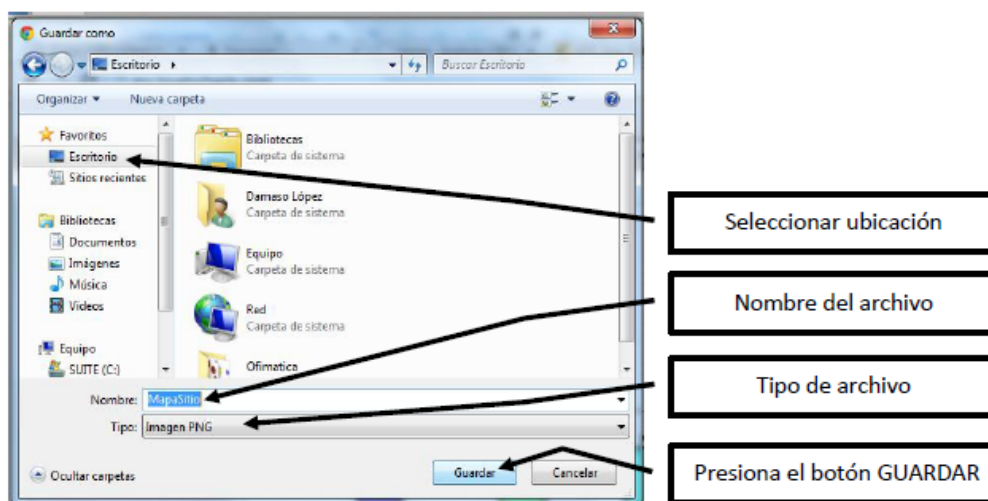 Guardar como
Escritorio
Buscar Escritorio
Organizar
Nueva carpeta
Favoritos
Escritorio
Sitios recientes
Bibliotecas
Documentos
Imágenes
Música
Videos
Equipo
SUITE (C:)
Bibliotecas
Carpeta de sistema
Damaso López
Carpeta de sistema
Equipo
Carpeta de sistema
Red
Carpeta de sistema
Ofimatica
Nombre: MapaSitio
Tipo: Imagen PNG
Ocultar carpetas
Guardar
Cancelar
Seleccionar ubicación
Nombre del archivo
Tipo de archivo
Presiona el botón GUARDAR